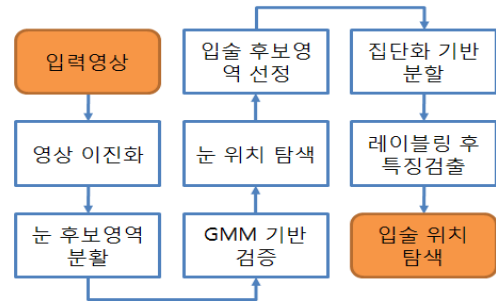 입력영상
영상 이진화
눈 후보영역
분활
GMM 기반
검증
눈 위치 탐색
입술 후보영
역 선정
집단화 기반
분할
레이블링 후
특징검출
입술 위치
탐색